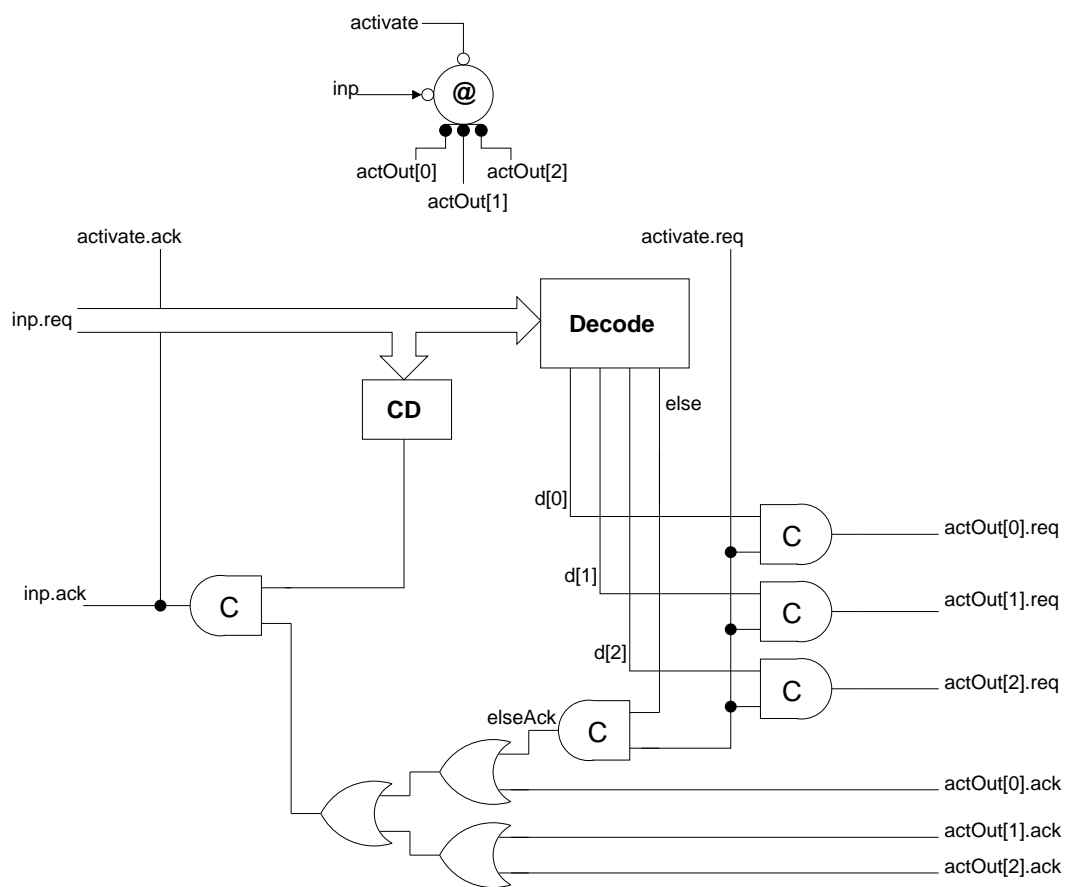 activate
inp
@
actOut[0]
actOut[2]
actOut[1]
activate.ack
activate.req
inp.req
Decode
CD
else
d[0]
C
actOut[0].req
d[1]
inp.ack
C
C
actOut[1].req
d[2]
C
actOut[2].req
elseAck
C
actOut[0].ack
actOut[1].ack
actOut[2].ack